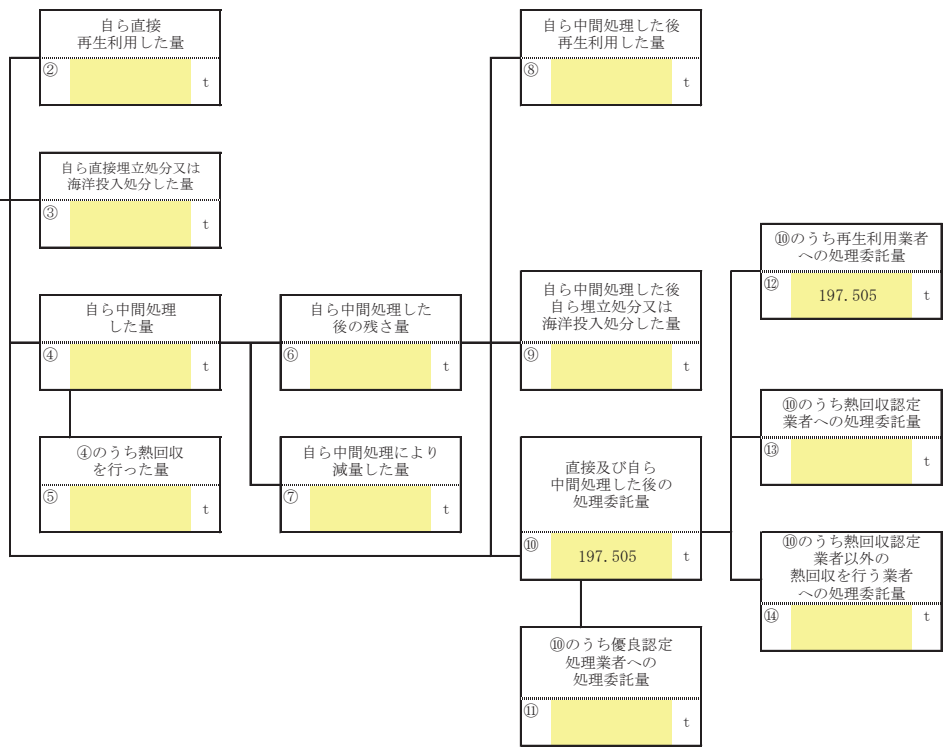 自ら直接
再生利用した量
②
t
自ら直接埋立処分又は
海洋投入処分した量
③
t
自ら中間処理
した量
④
t
④のうち熱回収
を行った量
⑤
t
自ら中間処理した
後の残さ量
⑥
t
自ら中間処理により
減量した量
⑦
t
自ら中間処理した後
再生利用した量
⑧
t
自ら中間処理した後
自ら埋立処分又は
海洋投入処分した量
⑨
t
直接及び自ら
中間処理した後の
処理委託量
⑩ 197.505 t
⑩のうち優良認定
処理業者への
処理委託量
⑪
t
⑩のうち再生利用業者
への処理委託量
⑫ 197.505 t
⑩のうち熱回収認定
業者への処理委託量
⑬
t
⑩のうち熱回収認定
業者以外の
熱回収を行う業者
への処理委託量
⑭
t